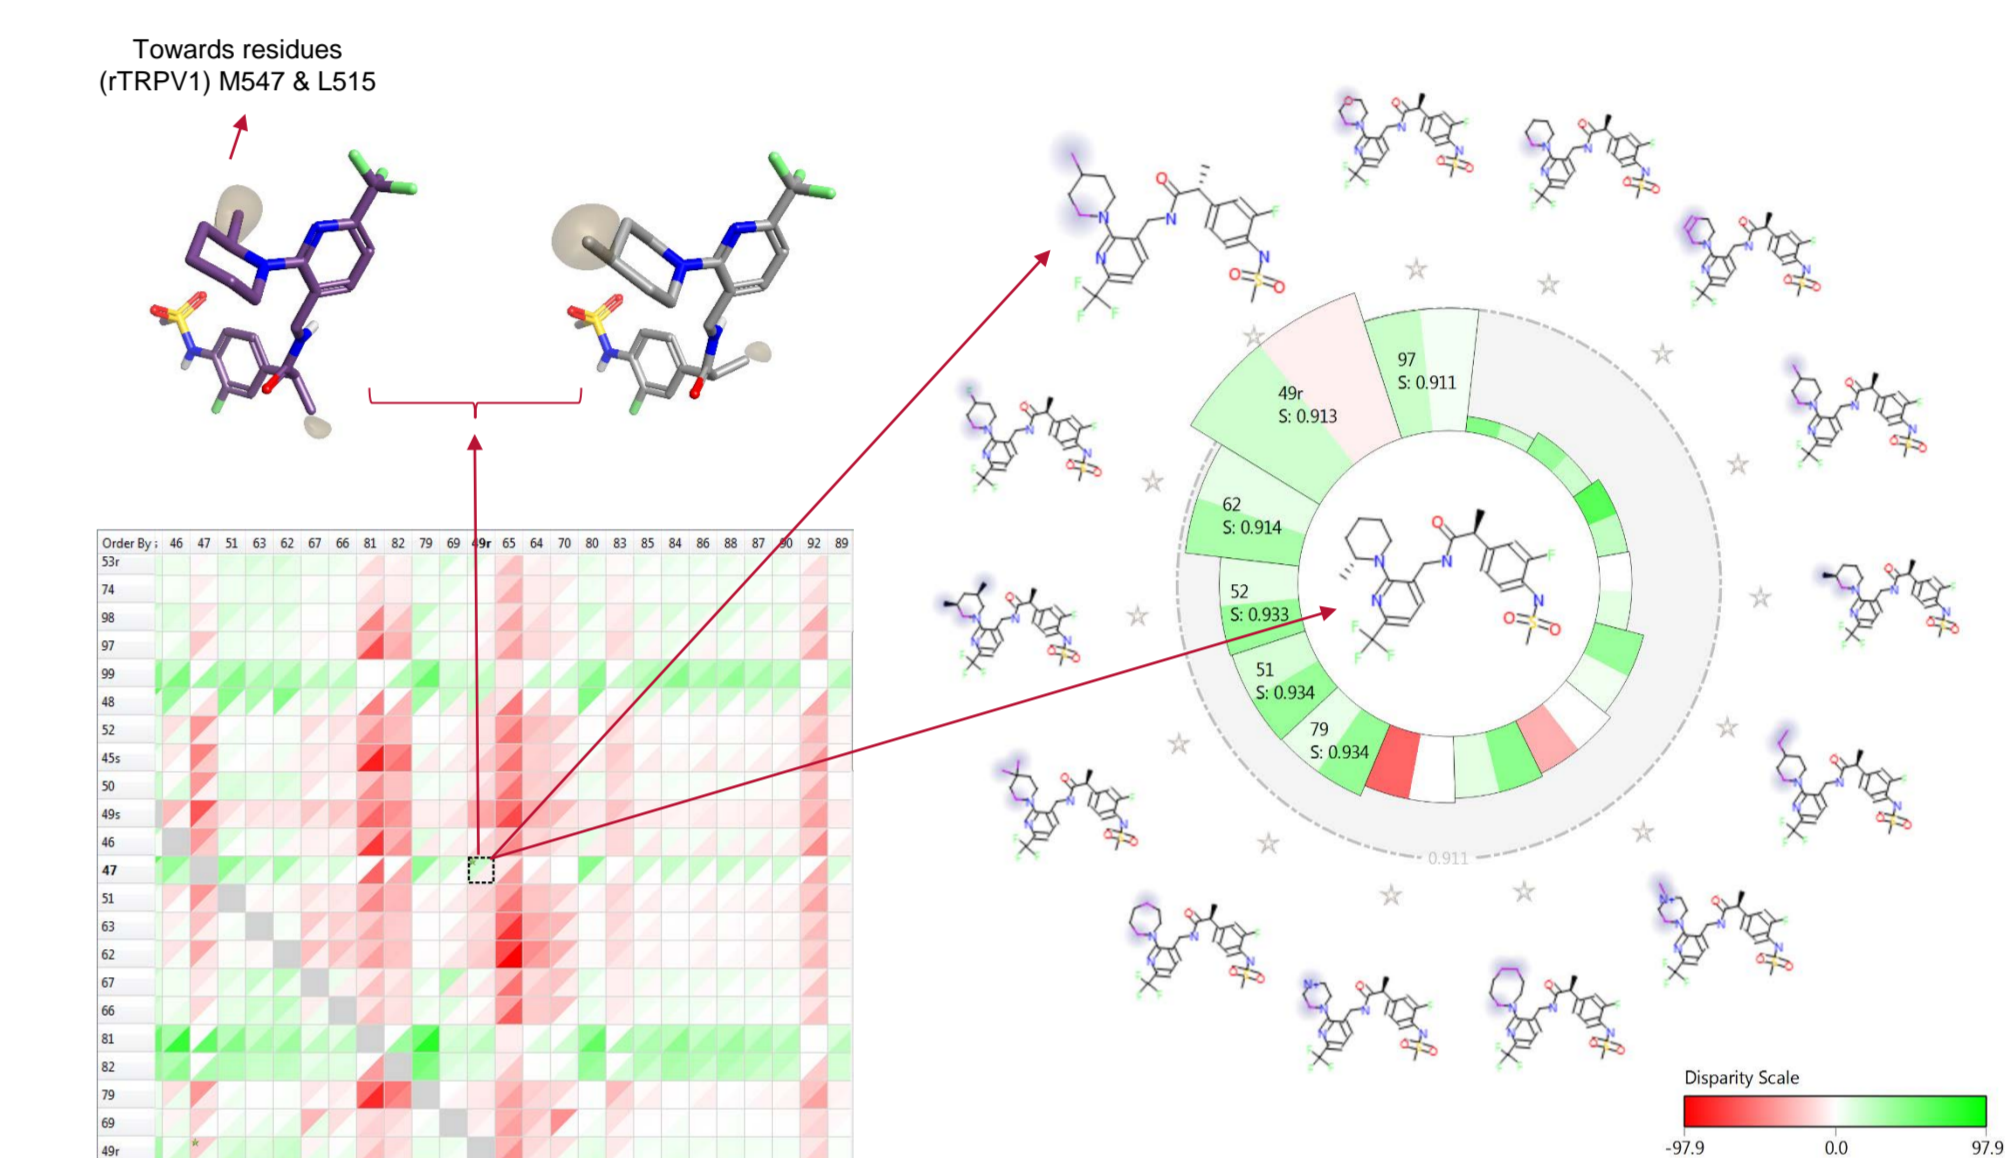 Towards residues
(rTRPV1) M547 & L515
Order By ; 46 47 51 63 62 67 66 81 82 79 69 49r 65 64 70 80 83 85 84 86 88 87 90 92 89
53r
74
98
97
99
48
52
45s
50
49s
46
47
51
63
62
67
66
81
82
79
69
49r
97
S: 0.911
49r
S: 0.913
62
S: 0.914
52
S: 0.933
51
S: 0.934
79
S: 0.934
0.911
Disparity Scale
-97.9 0.0 97.9